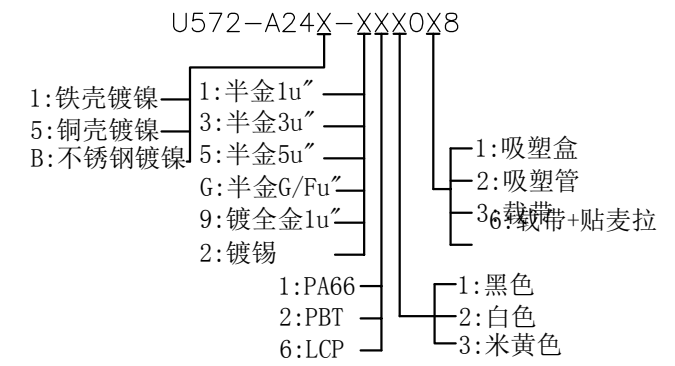 U572-A24X-XXX0X8
1:铁壳镀镍
5:铜壳镀镍
B:不锈钢镀镍
1:半金1u"
3:半金3u"
5:半金5u"
G:半金G/Fu"
9:镀全金1u"
2:镀锡
1:PA66
2:PBT
6:LCP
1:吸塑盒
2:吸塑管
3:载带
6:载带+贴麦拉
1:黑色
2:白色
3:米黄色